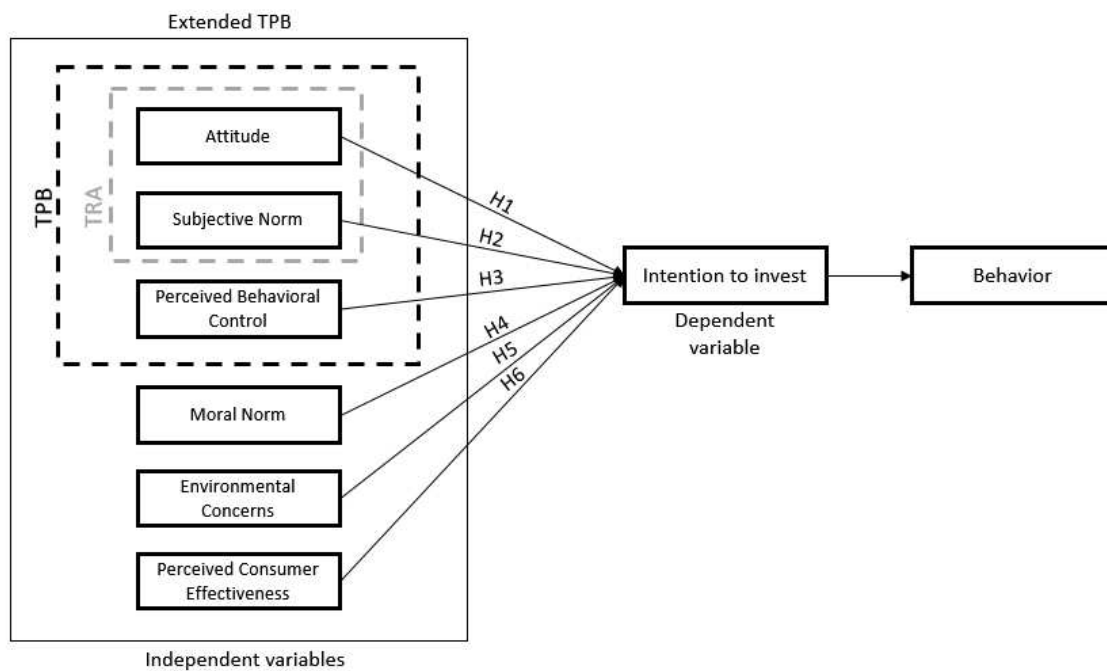 Extended TPB
TPB
TRA
Attitude
Subjective Norm
Perceived Behavioral
Control
Moral Norm
Environmental
Concerns
Perceived Consumer
Effectiveness
Independent variables
H1
H2
H3
H4
H5
H6
Intention to invest
Dependent
variable
Behavior